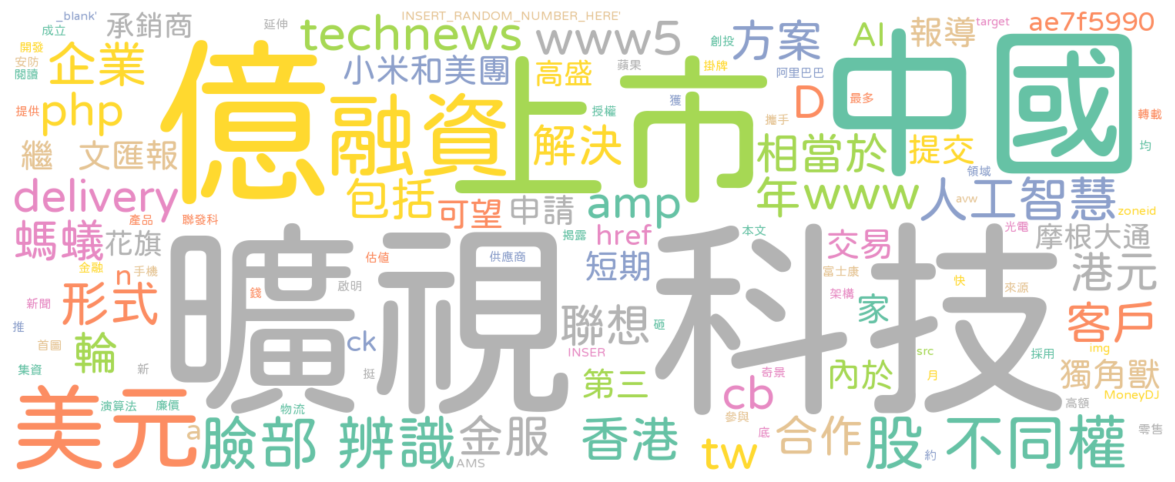 _blank'
成立
承銷商
延伸
INSERT_RANDOM_NUMBER_HERE'
target
ae7f5990
開發
安防
閱讀
企業
technews
www5
創投
方案
AI
報導
小米和美團
高盛
蘋果
掛牌
阿里巴巴
提供
php
億
融資
上市
中國
授權
獲
攜手
D
最多
轉載
繼
文匯報
解決
相當於
提交
均
delivery
包括
可望
申請
amp
年
www
領域
人工智慧
avw
zoneid
產品
聯發科
螞蟻
花旗
揭露
href
本文
交易
光電
摩根大通
金融
n
手機
曠視
科技
估值
供應商
短期
富士康
快
港元
新聞
形式
錢
啟明
架構
來源
家
客戶
推
輪
ck
聯想
砸
首圖
INSER
src
img
採用
集資
新
挺
第三
奇景
內於
月
獨角獸
MoneyDJ
美元
演算法
廉價
物流
cb
參與
高額
零售
a
臉部
辨識
金服
AMS
香港
tw
底
合作
股
約
不同權